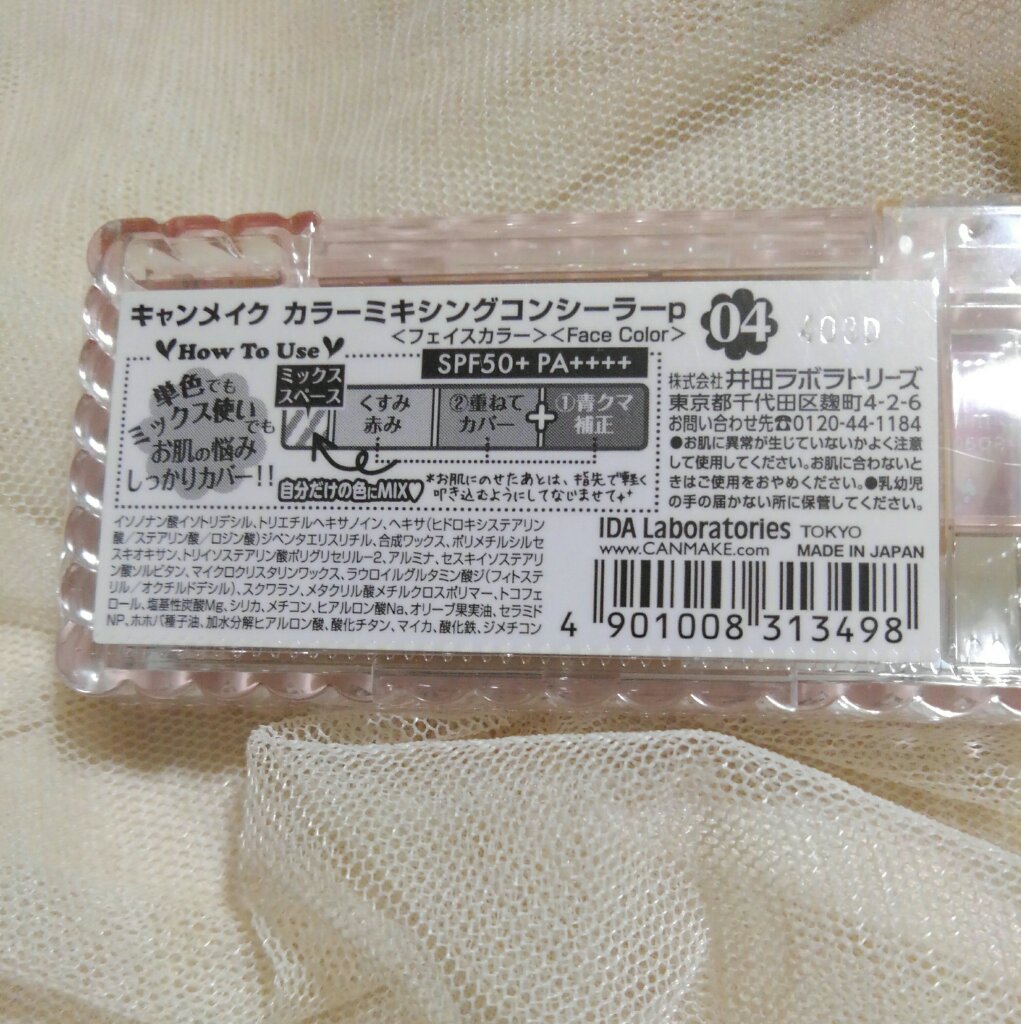 キャンメイク カラーミキシングコンシーラーp
<フェイスカラー><Face Color>
04
403D
How To Use
SPF50+ PA++++
単色でも
ミックス使いでも
お肌の悩み
しっかりカバー!!
ミックス
スペース
くすみ
赤み
②重ねて
カバー
+
①青クマ
補正
自分だけの色にMIX♥
*お肌にのせたあとは、指先で軽く
叩き込むようにしてなじませて
株式会社 井田ラボラトリーズ
東京都千代田区麹町4-2-6
お問い合わせ先☎0120-44-1184
●お肌に異常が生じていないかよく注意
して使用してください。お肌に合わないと
きはご使用をおやめください。●乳幼児
の手の届かない所に保管してください。
イソノナン酸イソトリデシル、トリエチルヘキサノイン、ヘキサ(ヒドロキシステアリン
酸/ステアリン酸/ロジン酸)ジペンタエリスリチル、合成ワックス、ポリメチルシルセ
スキオキサン、トリイソステアリン酸ポリグリセリル-2、アルミナ、セスキイソステアリ
ン酸ソルビタン、マイクロクリスタリンワックス、ラウロイルグルタミン酸ジ(フィトステ
リル/オクチルドデシル)、スクワラン、メタクリル酸メチルクロスポリマー、トコフェ
ロール、塩基性炭酸Mg、シリカ、メチコン、ヒアルロン酸Na、オリーブ果実油、セラミド
NP、ホホバ種子油、加水分解ヒアルロン酸、酸化チタン、マイカ、酸化鉄、ジメチコン
IDA Laboratories TOKYO
www.CANMAKE.com MADE IN JAPAN
4 901008 313498